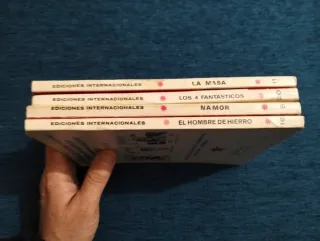 EDICIONES INTERNACIONALES LA MASA
EDICIONES INTERNACIONALES LOS 4 FANTASTICOS
EDICIONES INTERNACIONALES NAMOR
EDICIONES INTERNACIONALES EL HOMBRE DE HIERRO